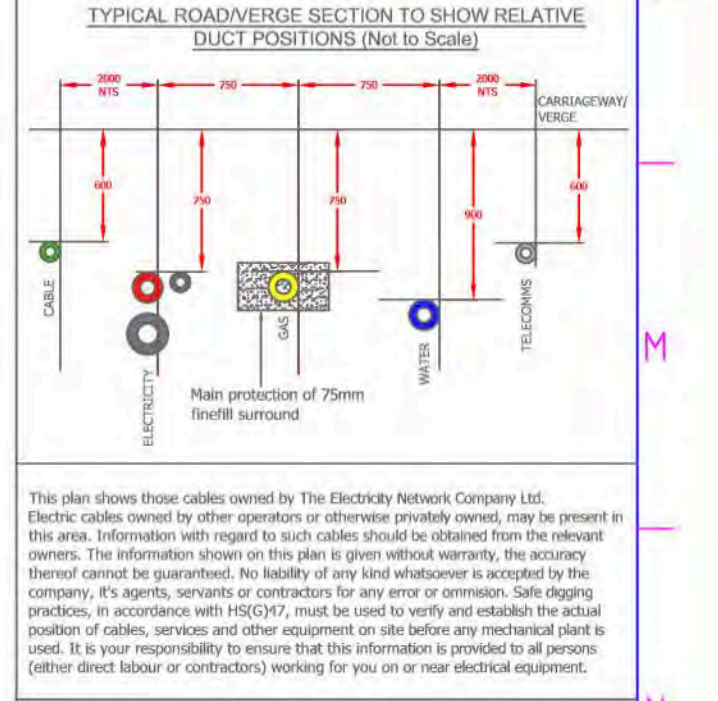 TYPICAL ROAD/VERGE SECTION TO SHOW RELATIVE
DUCT POSITIONS (Not to Scale)
2000
NTS
750
750
2000
NTS
CARRIAGEWAY/
VERGE
600
750
750
900
600
CABLE
ELECTRICITY
GAS
WATER
TELECOMMS
Main protection of 75mm
finefill surround
M
This plan shows those cables owned by The Electricity Network Company Ltd.
Electric cables owned by other operators or otherwise privately owned, may be present in
this area. Information with regard to such cables should be obtained from the relevant
owners. The information shown on this plan is given without warranty, the accuracy
thereof cannot be guaranteed. No liability of any kind whatsoever is accepted by the
company, it's agents, servants or contractors for any error or ommision. Safe digging
practices, in accordance with HS(G)47, must be used to verify and establish the actual
position of cables, services and other equipment on site before any mechanical plant is
used. It is your responsibility to ensure that this information is provided to all persons
(either direct labour or contractors) working for you on or near electrical equipment.